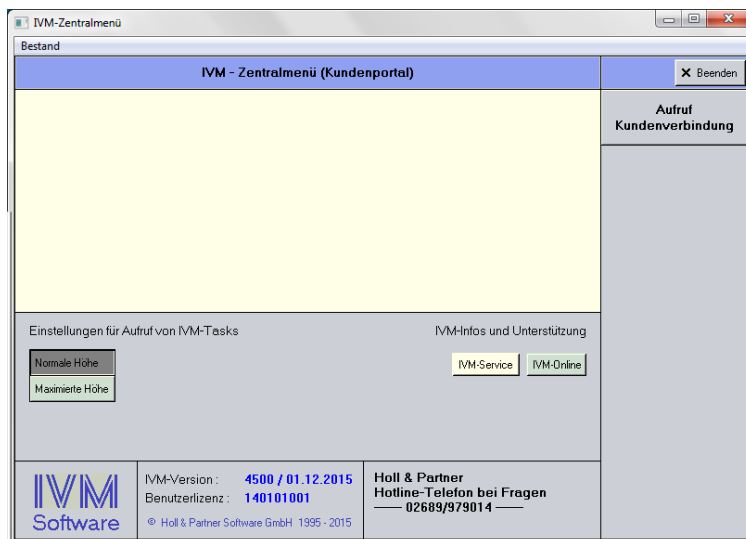 IVM-Zentralmenü
Bestand
IVM - Zentralmenü (Kundenportal)
Beenden
Aufruf
Kundenverbindung
Einstellungen für Aufruf von IVM-Tasks
IVM-Infos und Unterstützung
Normale Höhe
Maximierte Höhe
IVM-Service
IVM-Online
IVM
Software
IVM-Version : 4500 / 01.12.2015
Benutzerlizenz : 140101001
© Holl & Partner Software GmbH 1995 - 2015
Holl & Partner
Hotline-Telefon bei Fragen
02689/979014